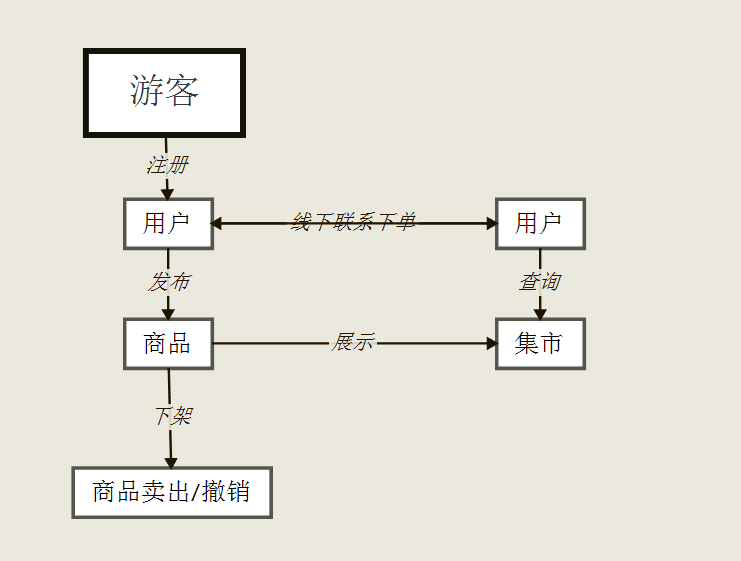 游客
注册
用户
线下联系下单
用户
发布
查询
商品
展示
集市
下架
商品卖出/撤销